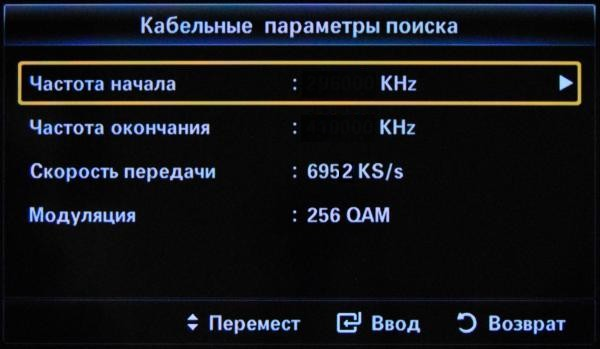 Кабельные параметры поиска
Частота начала : KHz
Частота окончания : KHz
Скорость передачи : 6952 KS/s
Модуляция : 256 QAM
Перемест Ввод Возврат